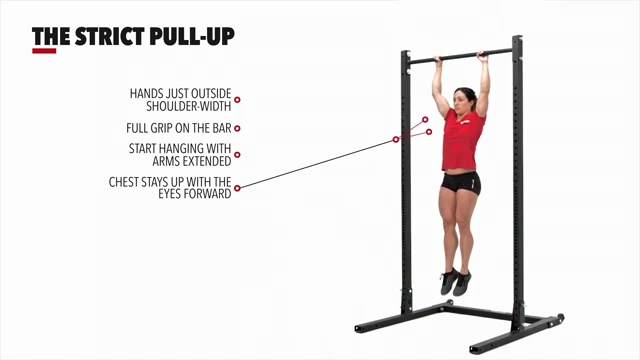 THE STRICT PULL-UP
HANDS JUST OUTSIDE
SHOULDER-WIDTH
FULL GRIP ON THE BAR
START HANGING WITH
ARMS EXTENDED
CHEST STAYS UP WITH THE
EYES FORWARD